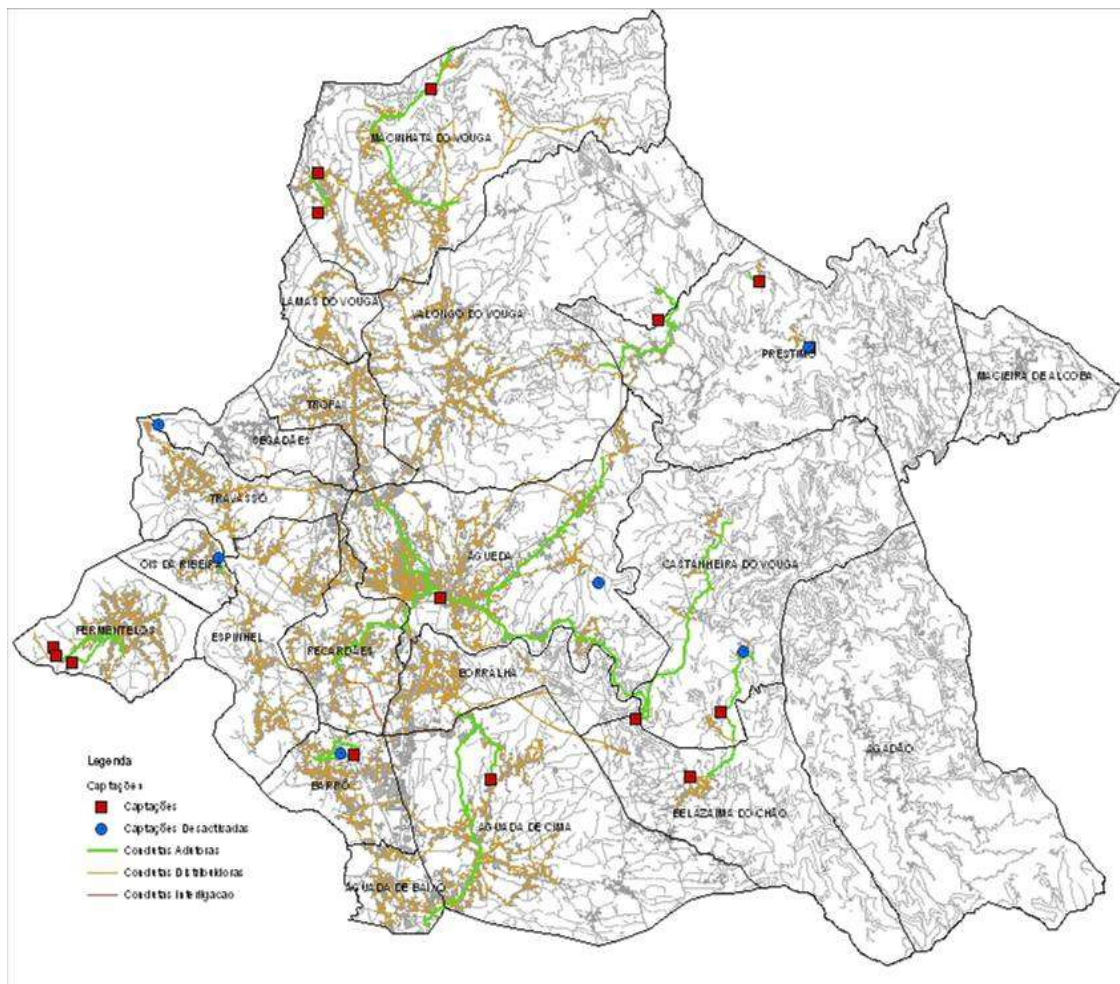 MACINHATA DO VOUGA
LAMAS DO VOUGA
VALONGO DO VOUGA
PRÉSTIMO
MACIEIRA DE ALCOBA
TROFA
SEGADÃES
TRAVASSÔ
ÁGUEDA
CASTANHEIRA DO VOUGA
OIS DA RIBEIRA
FERMENTELOS
ESPINHEL
RECARDÃES
BORRALHA
AGADÃO
BARRÔ
BELAZAIMA DO CHÃO
AGUADA DE CIMA
AGUADA DE BAIXO
Legenda
Captações
Captações
Captações Desactivadas
Condutas Adutoras
Condutas Distribuidoras
Condutas Interligacao